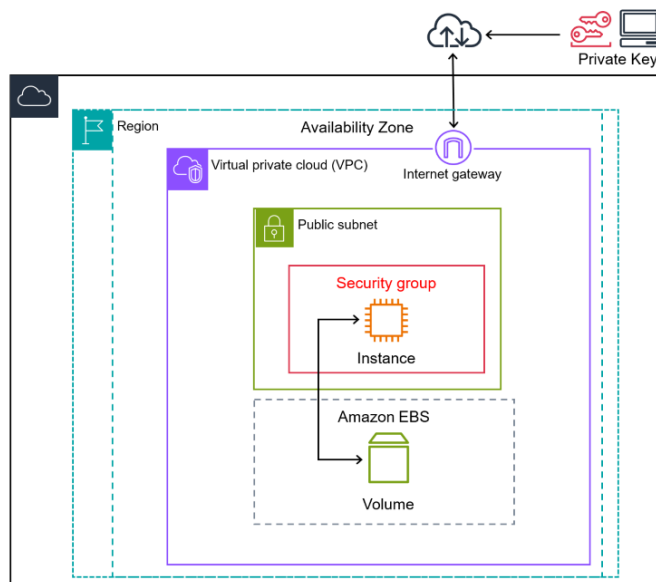 Private Key
Region
Availability Zone
Virtual private cloud (VPC)
Internet gateway
Public subnet
Security group
Instance
Amazon EBS
Volume